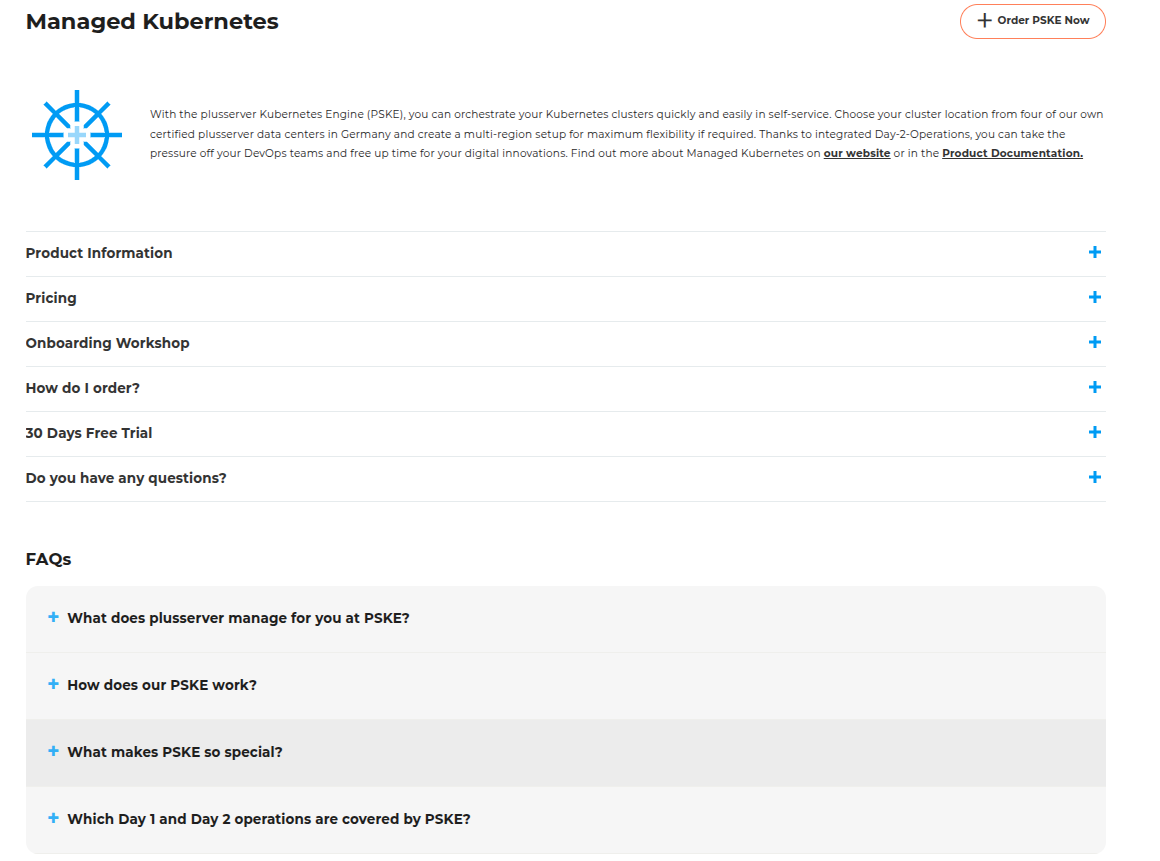 Managed Kubernetes
Order PSKE Now
With the plusserver Kubernetes Engine (PSKE), you can orchestrate your Kubernetes clusters quickly and easily in self-service. Choose your cluster location from four of our own
certified plusserver data centers in Germany and create a multi-region setup for maximum flexibility if required. Thanks to integrated Day-2-Operations, you can take the
pressure off your DevOps teams and free up time for your digital innovations. Find out more about Managed Kubernetes on our website or in the Product Documentation.
Product Information
Pricing
Onboarding Workshop
How do I order?
30 Days Free Trial
Do you have any questions?
FAQs
What does plusserver manage for you at PSKE?
How does our PSKE work?
What makes PSKE so special?
Which Day 1 and Day 2 operations are covered by PSKE?